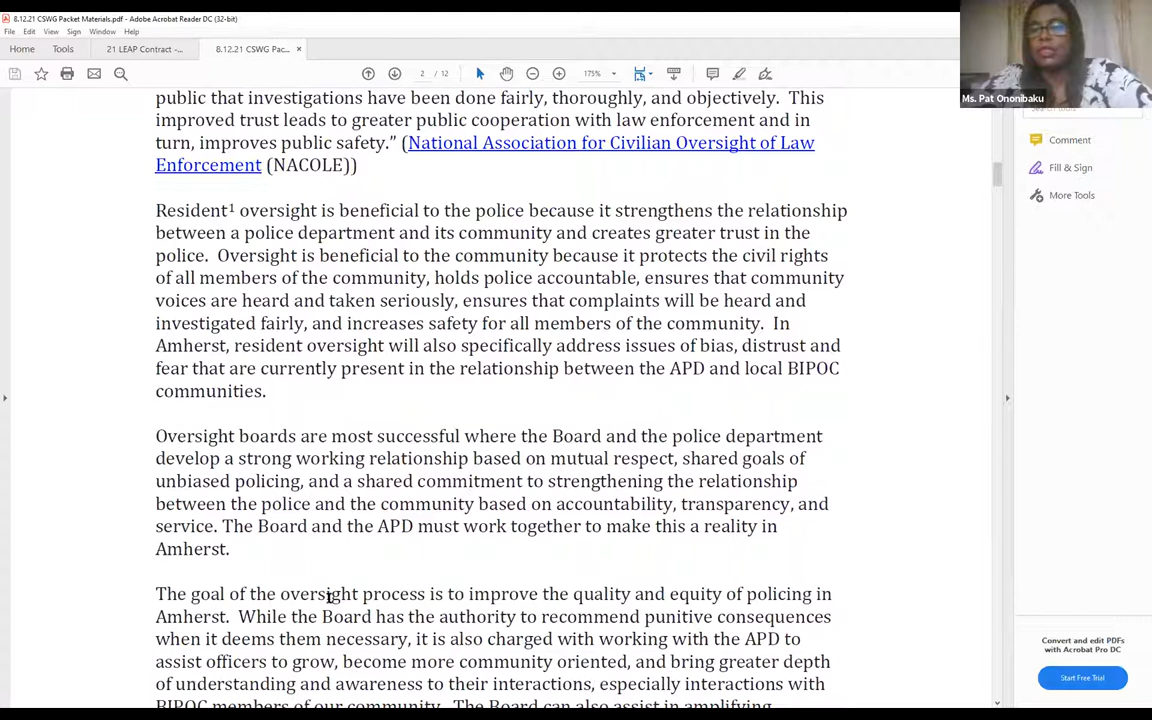 8.12.21 CSWG Packet Materials.pdf - Adobe Acrobat Reader DC (32-bit)
File Edit View Sign Window Help
Home Tools 21 LEAP Contract -... 8.12.21 CSWG Pac... ×
2 / 12 175%
Ms. Pat Ononibaku
Comment
Fill & Sign
More Tools
public that investigations have been done fairly, thoroughly, and objectively. This
improved trust leads to greater public cooperation with law enforcement and in
turn, improves public safety.” (National Association for Civilian Oversight of Law
Enforcement (NACOLE))
Resident¹ oversight is beneficial to the police because it strengthens the relationship
between a police department and its community and creates greater trust in the
police. Oversight is beneficial to the community because it protects the civil rights
of all members of the community, holds police accountable, ensures that community
voices are heard and taken seriously, ensures that complaints will be heard and
investigated fairly, and increases safety for all members of the community. In
Amherst, resident oversight will also specifically address issues of bias, distrust and
fear that are currently present in the relationship between the APD and local BIPOC
communities.
Oversight boards are most successful where the Board and the police department
develop a strong working relationship based on mutual respect, shared goals of
unbiased policing, and a shared commitment to strengthening the relationship
between the police and the community based on accountability, transparency, and
service. The Board and the APD must work together to make this a reality in
Amherst.
The goal of the oversight process is to improve the quality and equity of policing in
Amherst. While the Board has the authority to recommend punitive consequences
when it deems them necessary, it is also charged with working with the APD to
assist officers to grow, become more community oriented, and bring greater depth
of understanding and awareness to their interactions, especially interactions with
BIPOC members of our community. The Board can also assist in amplifying
Convert and edit PDFs
with Acrobat Pro DC
Start Free Trial